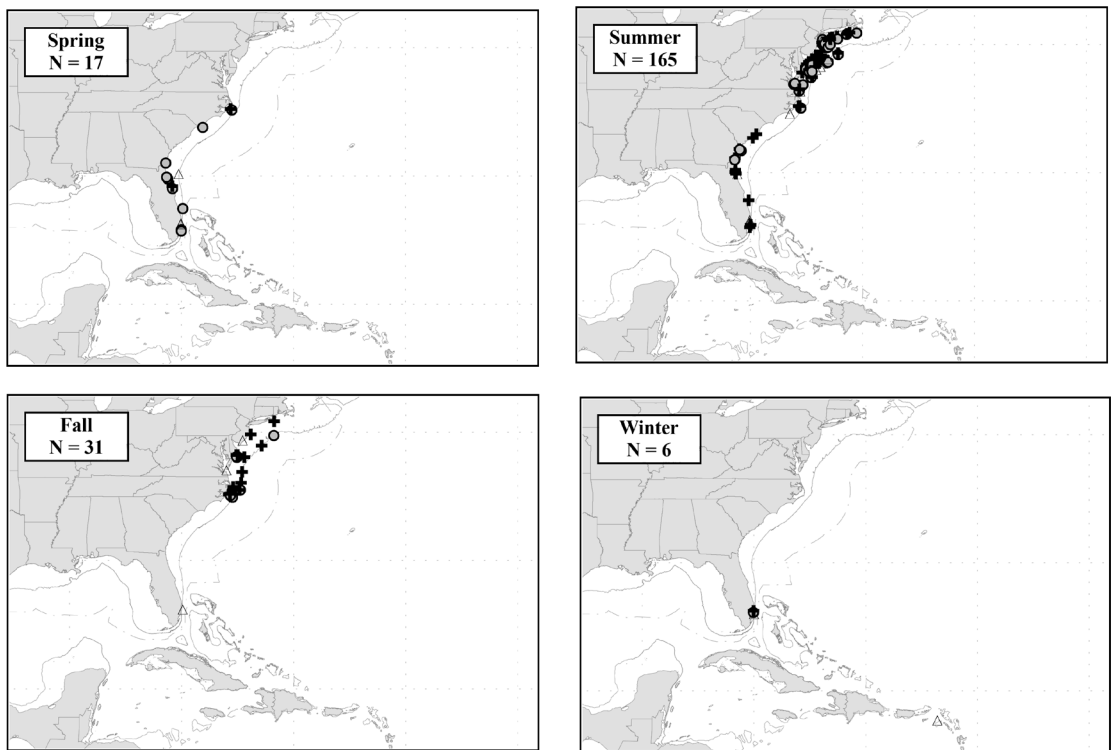 Spring
N = 17
Summer
N = 165
Fall
N = 31
Winter
N = 6